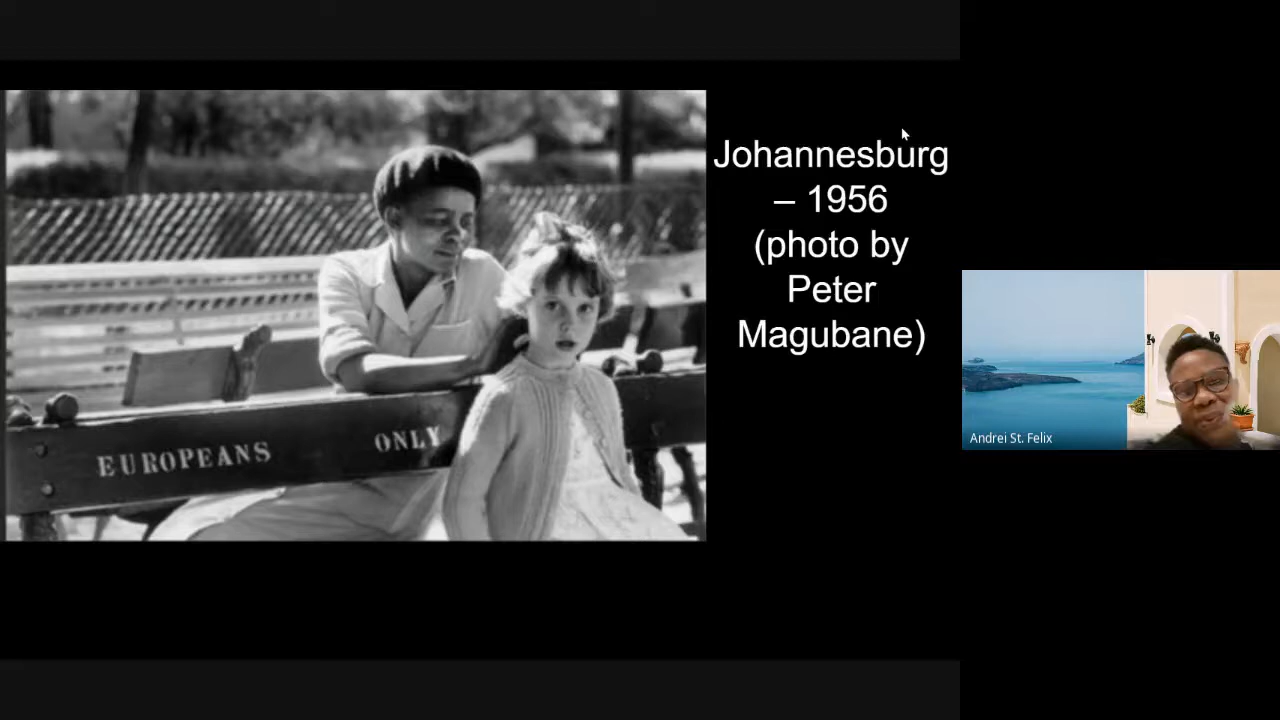 Johannesburg
– 1956
(photo by
Peter
Magubane)
EUROPEANS ONLY
Andrei St. Felix